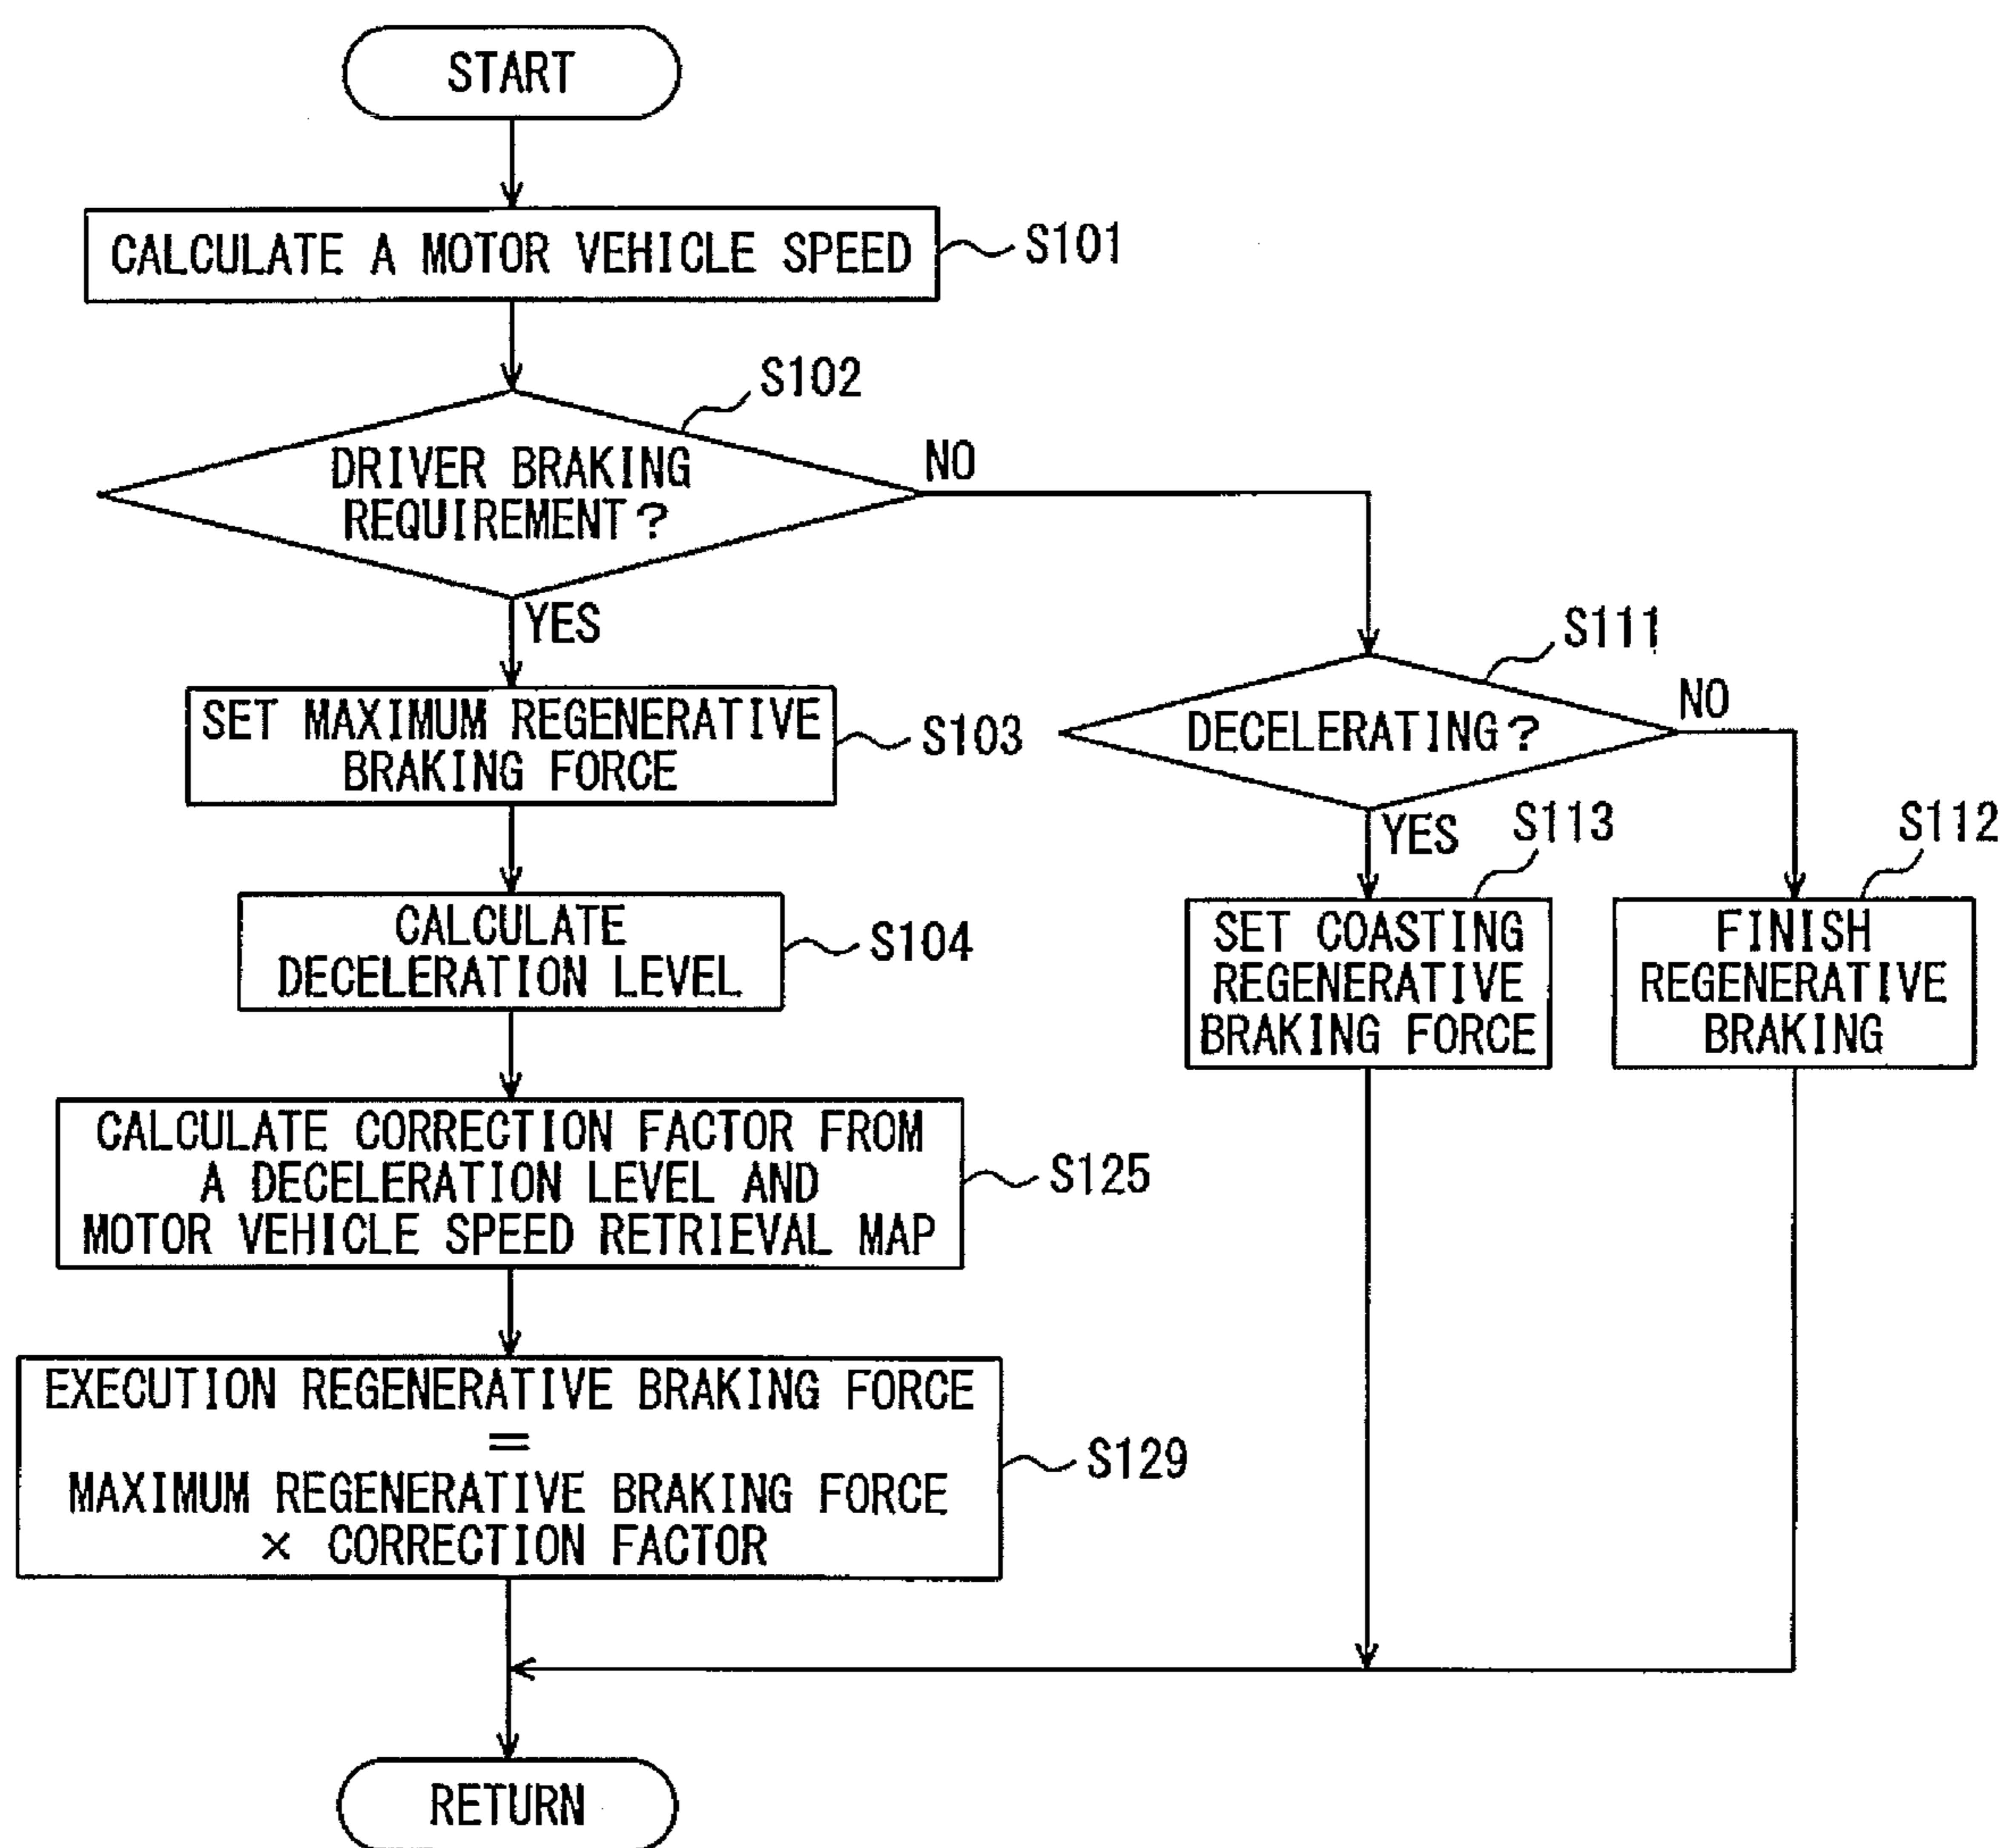 START
CALCULATE A MOTOR VEHICLE SPEED
S101
S102
DRIVER BRAKING
REQUIREMENT?
NO
YES
SET MAXIMUM REGENERATIVE
BRAKING FORCE
S103
CALCULATE
DECELERATION LEVEL
S104
CALCULATE CORRECTION FACTOR FROM
A DECELERATION LEVEL AND
MOTOR VEHICLE SPEED RETRIEVAL MAP
S125
EXECUTION REGENERATIVE BRAKING FORCE
=
MAXIMUM REGENERATIVE BRAKING FORCE
× CORRECTION FACTOR
S129
S111
DECELERATING?
NO
YES
S113
SET COASTING
REGENERATIVE
BRAKING FORCE
S112
FINISH
REGENERATIVE
BRAKING
RETURN